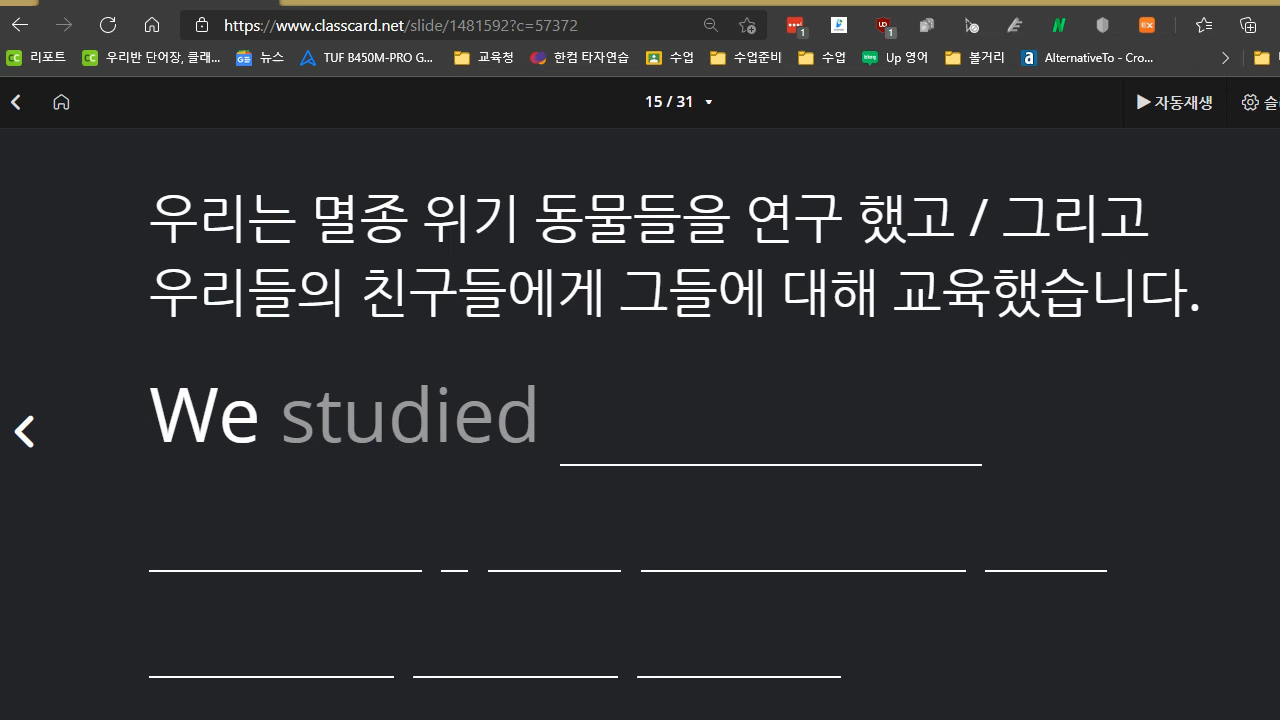 https://www.classcard.net/slide/1481592?c=57372
1
1
EX
리포트
우리반 단어장, 클래...
뉴스
TUF B450M-PRO G...
교육청
한컴 타자연습
수업
수업준비
수업
Up 영어
볼거리
AlternativeTo - Cro...
15 / 31
자동재생
우리는 멸종 위기 동물들을 연구 했고 / 그리고
우리들의 친구들에게 그들에 대해 교육했습니다.
We studied
/